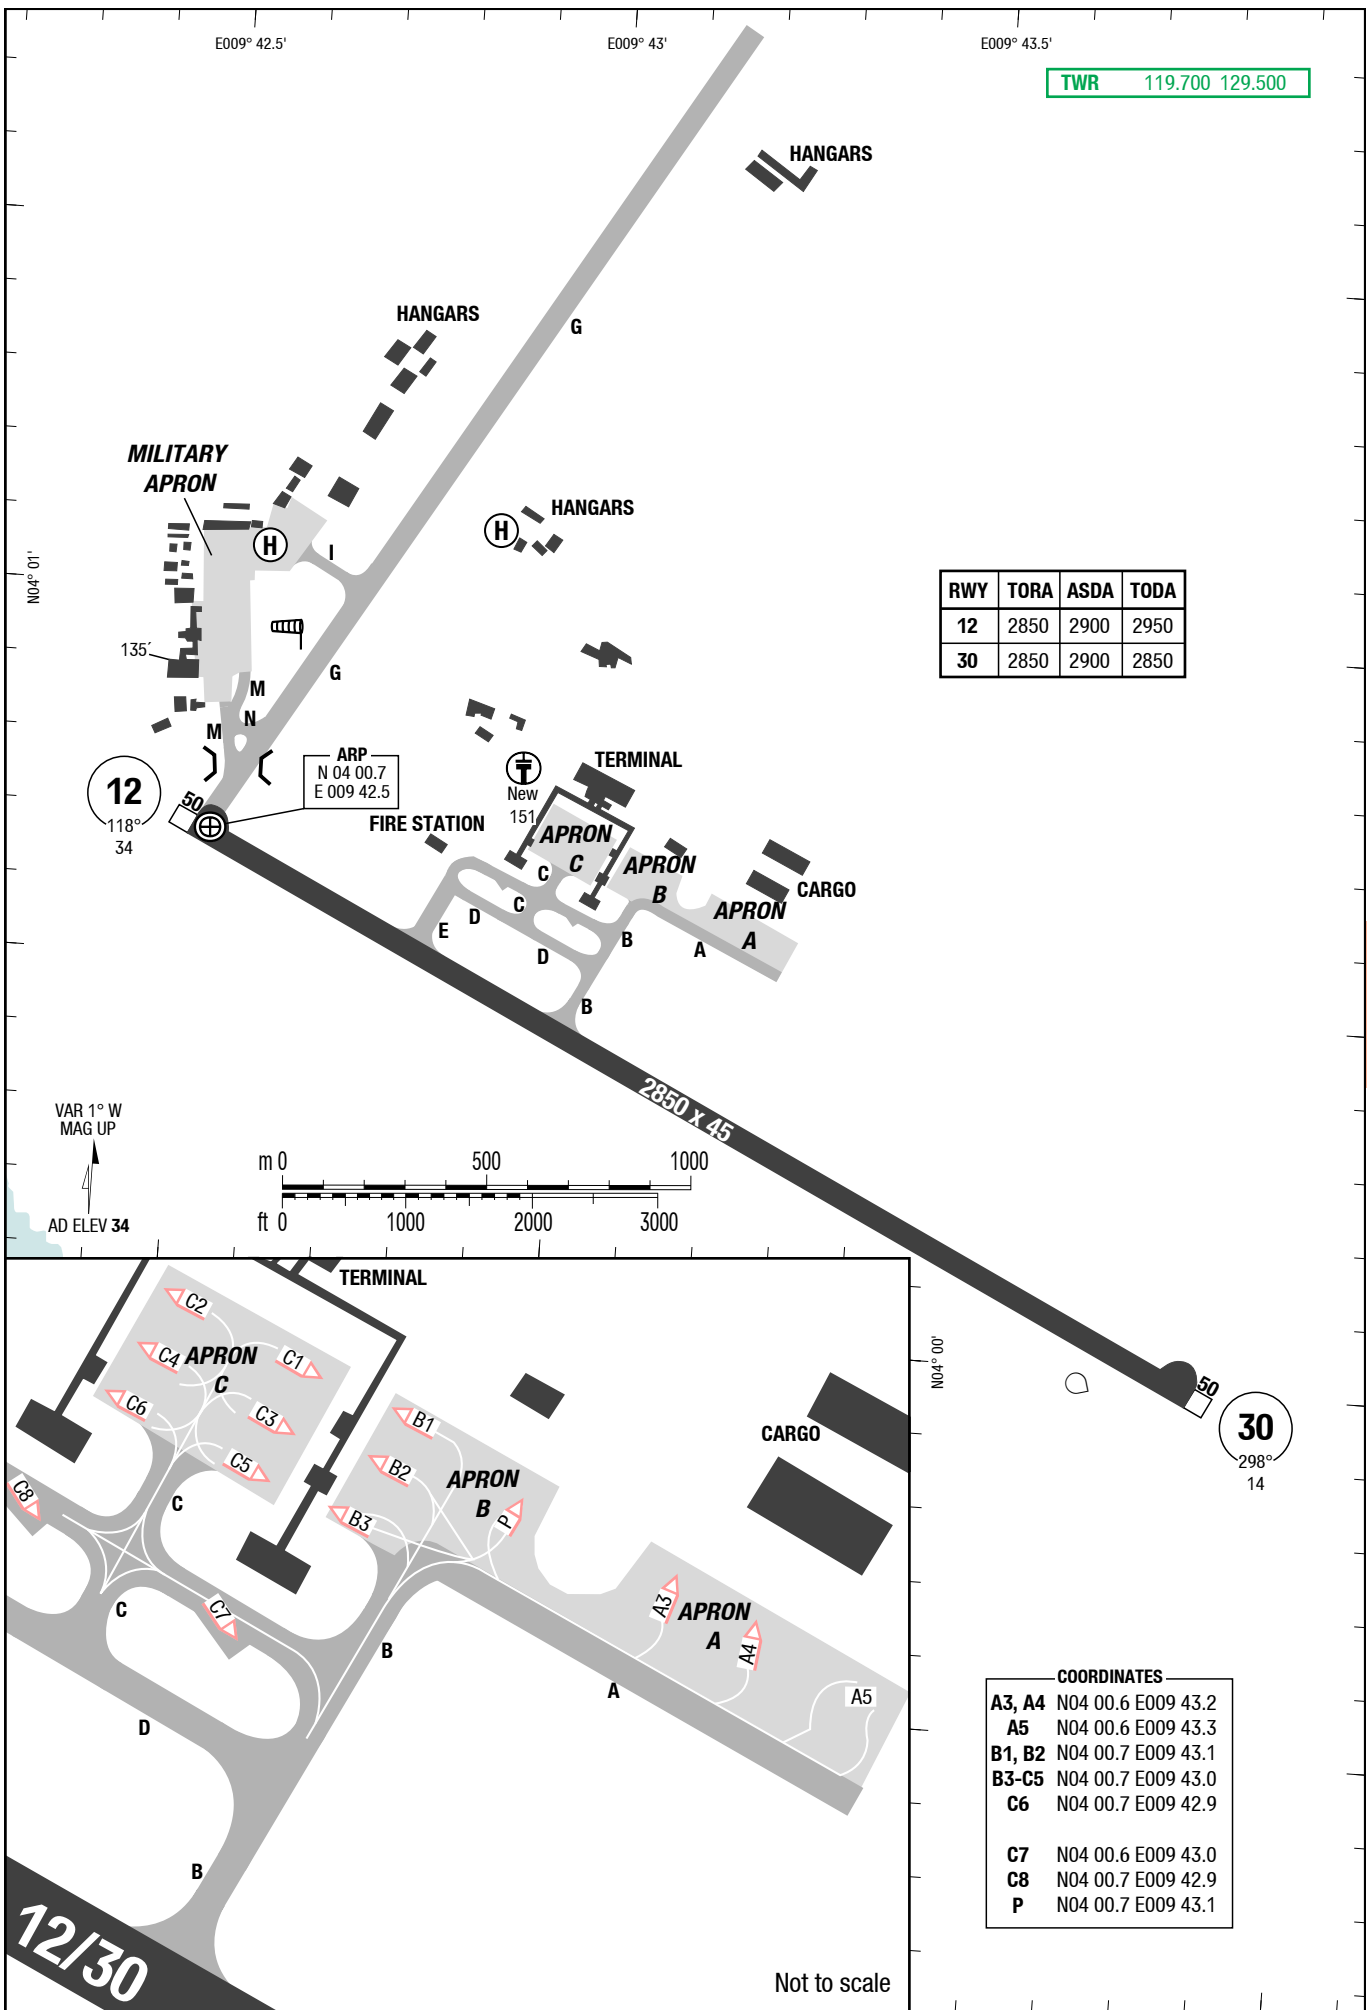 E009° 42.5'
E009° 43'
E009° 43.5'
TWR 119.700 129.500
HANGARS
G
HANGARS
MILITARY
APRON
H
I
H
HANGARS
N04° 01'
RWY TORA ASDA TODA
12 2850 2900 2950
30 2850 2900 2850
135'
G
M
N
M
ARP
N 04 00.7
E 009 42.5
12
118°
34
50
New
151
TERMINAL
FIRE STATION
APRON
C
APRON
B
CARGO
APRON
A
C
C
D
E
D
B
A
B
2850 x 45
VAR 1° W
MAG UP
AD ELEV 34
m 0 500 1000
ft 0 1000 2000 3000
N04° 00'
50
30
298°
14
TERMINAL
C2
C4
APRON
C
C1
C6
C3
C5
C8
C
B1
B2
B3
APRON
B
P
CARGO
C
C7
B
A3
APRON
A
A4
A5
A
D
B
12/30
Not to scale
COORDINATES
A3, A4 N04 00.6 E009 43.2
A5 N04 00.6 E009 43.3
B1, B2 N04 00.7 E009 43.1
B3-C5 N04 00.7 E009 43.0
C6 N04 00.7 E009 42.9
C7 N04 00.6 E009 43.0
C8 N04 00.7 E009 42.9
P N04 00.7 E009 43.1